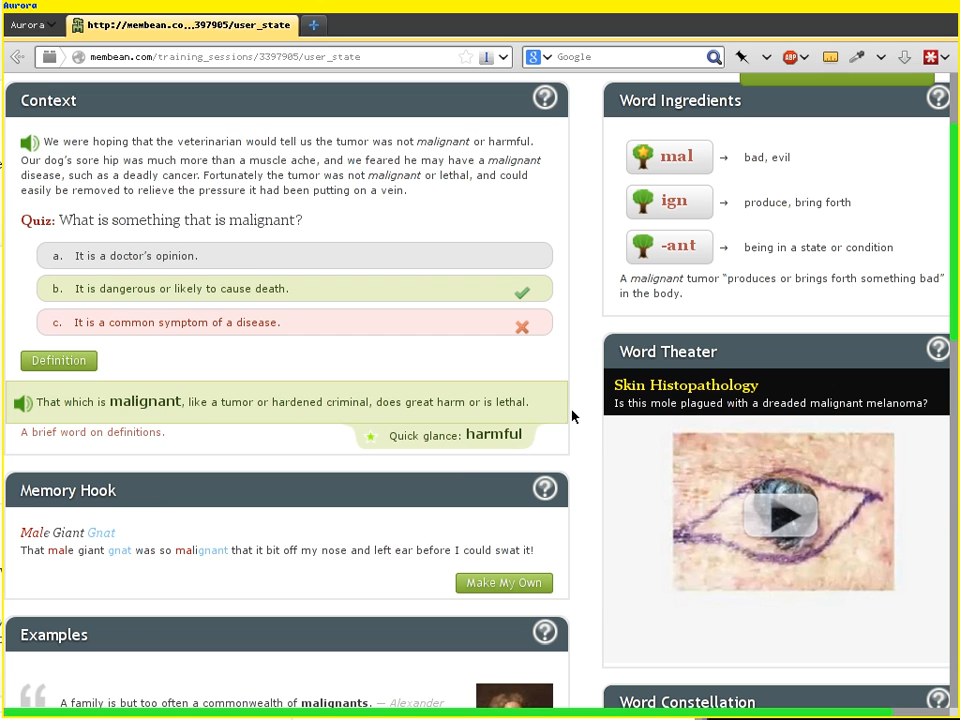 Aurora
Aurora
http://membean.co...397905/user_state
membean.com/training_sessions/3397905/user_state
Google
ABP
Context
?
We were hoping that the veterinarian would tell us the tumor was not malignant or harmful.
Our dog's sore hip was much more than a muscle ache, and we feared he may have a malignant
disease, such as a deadly cancer. Fortunately the tumor was not malignant or lethal, and could
easily be removed to relieve the pressure it had been putting on a vein.
Quiz: What is something that is malignant?
a. It is a doctor's opinion.
b. It is dangerous or likely to cause death.
c. It is a common symptom of a disease.
Definition
That which is malignant, like a tumor or hardened criminal, does great harm or is lethal.
A brief word on definitions.
Quick glance: harmful
Memory Hook
?
Male Giant Gnat
That male giant gnat was so malignant that it bit off my nose and left ear before I could swat it!
Make My Own
Examples
?
A family is but too often a commonwealth of malignants. — Alexander
Word Ingredients
?
mal → bad, evil
ign → produce, bring forth
-ant → being in a state or condition
A malignant tumor "produces or brings forth something bad"
in the body.
Word Theater
?
Skin Histopathology
Is this mole plagued with a dreaded malignant melanoma?
Word Constellation
?